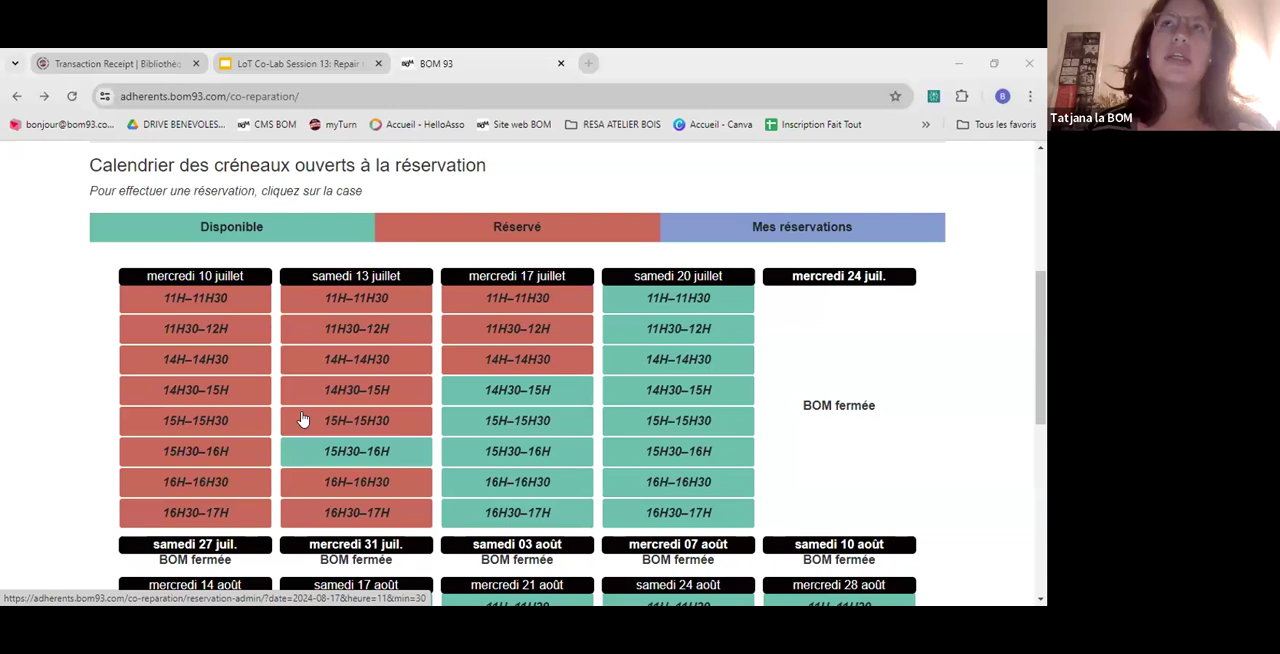 Transaction Receipt | Bibliothè
LoT Co-Lab Session 13: Repair
BOM 93
adherents.bom93.com/co-reparation/
B
bonjour@bom93.co...
DRIVE BENEVOLES...
CMS BOM
myTurn
Accueil - HelloAsso
Site web BOM
RESA ATELIER BOIS
Accueil - Canva
Inscription Fait Tout
»
Tous les favoris
Tatjana la BOM
Calendrier des créneaux ouverts à la réservation
Pour effectuer une réservation, cliquez sur la case
Disponible
Réservé
Mes réservations
mercredi 10 juillet
11H–11H30
11H30–12H
14H–14H30
14H30–15H
15H–15H30
15H30–16H
16H–16H30
16H30–17H
samedi 13 juillet
11H–11H30
11H30–12H
14H–14H30
14H30–15H
15H–15H30
15H30–16H
16H–16H30
16H30–17H
mercredi 17 juillet
11H–11H30
11H30–12H
14H–14H30
14H30–15H
15H–15H30
15H30–16H
16H–16H30
16H30–17H
samedi 20 juillet
11H–11H30
11H30–12H
14H–14H30
14H30–15H
15H–15H30
15H30–16H
16H–16H30
16H30–17H
mercredi 24 juil.
BOM fermée
samedi 27 juil.
BOM fermée
mercredi 31 juil.
BOM fermée
samedi 03 août
BOM fermée
mercredi 07 août
BOM fermée
samedi 10 août
BOM fermée
mercredi 14 août
samedi 17 août
mercredi 21 août
11H–11H30
samedi 24 août
11H–11H30
mercredi 28 août
11H–11H30
https://adherents.bom93.com/co-reparation/reservation-admin/?date=2024-08-17&heure=11&min=30